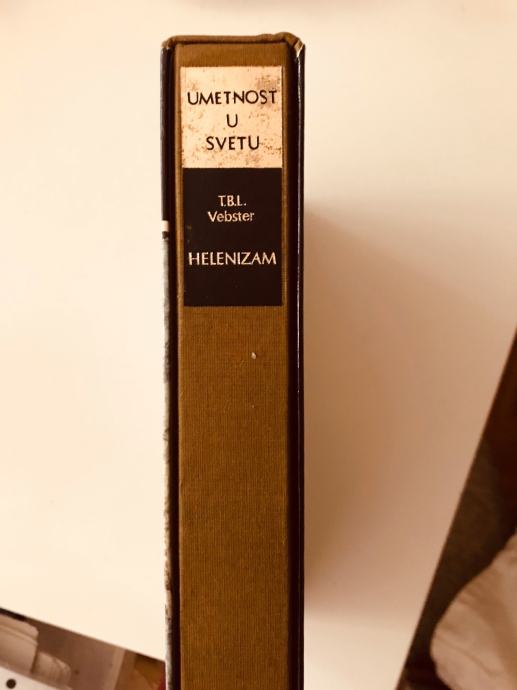 UMETNOST
U
SVETU
T.B.L.
Vebster
HELENIZAM